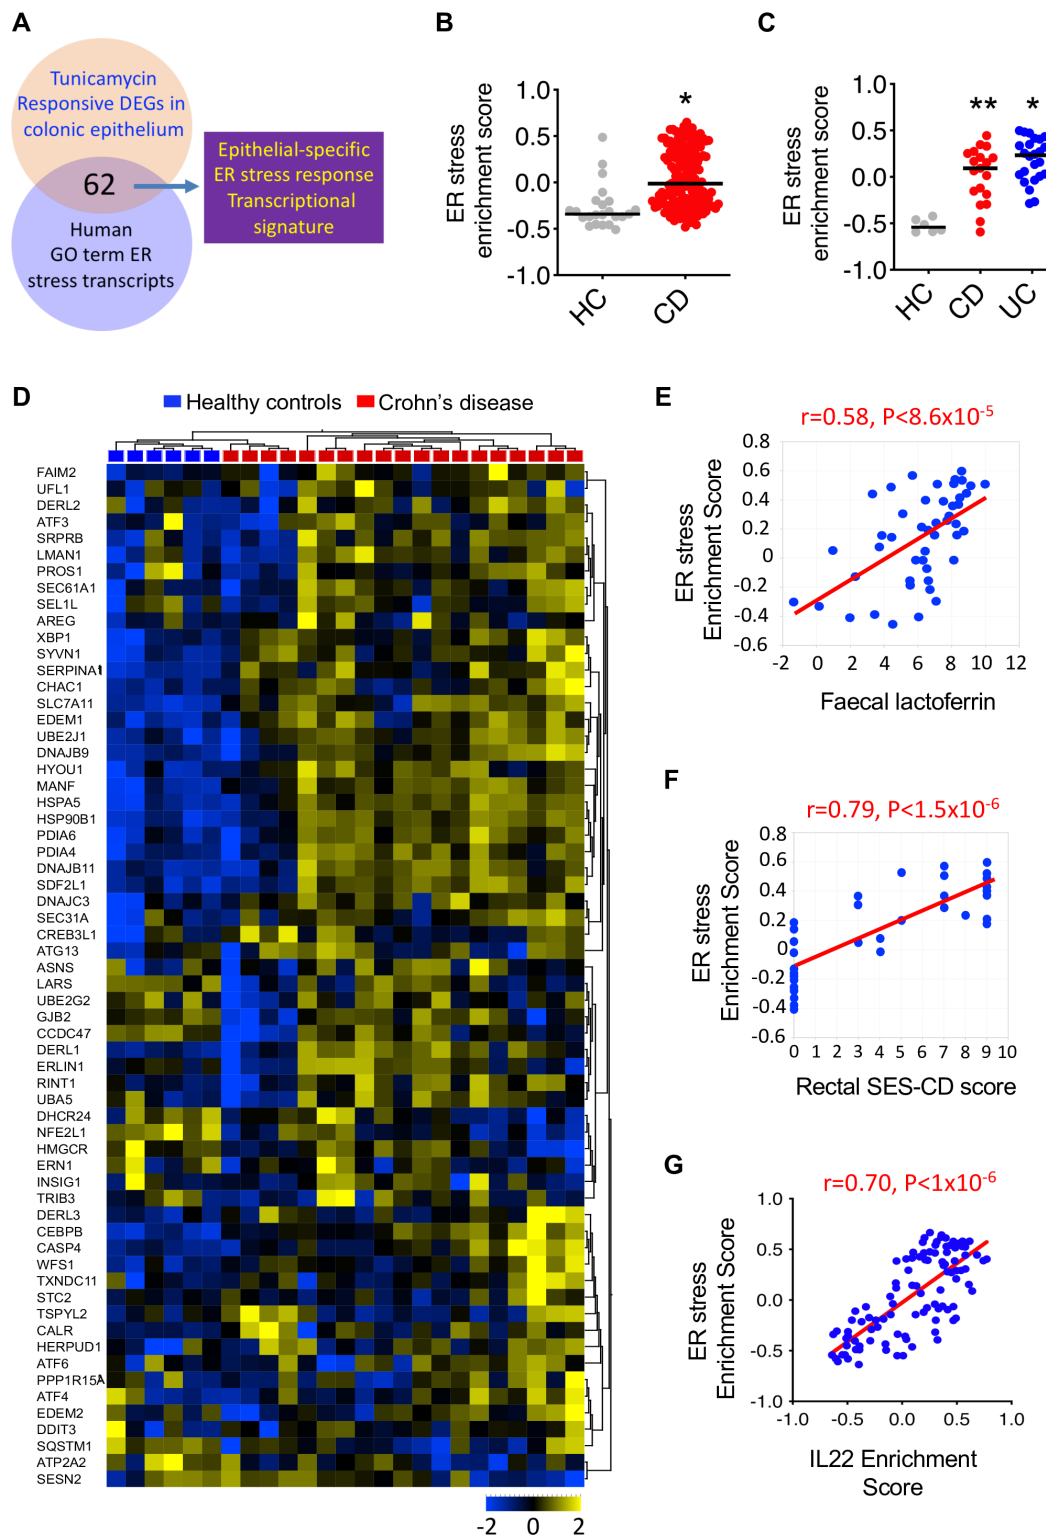 A
Tunicamycin
Responsive DEGs in
colonic epithelium
62
Human
GO term ER
stress transcripts
Epithelial-specific
ER stress response
Transcriptional
signature
B
ER stress
enrichment score
1.0
0.5
0.0
-0.5
-1.0
*
HC
CD
C
ER stress
enrichment score
1.0
0.5
0.0
-0.5
-1.0
**
*
HC
CD
UC
D
Healthy controls
Crohn's disease
FAIM2
UFL1
DERL2
ATF3
SRPRB
LMAN1
PROS1
SEC61A1
SEL1L
AREG
XBP1
SYVN1
SERPINA1
CHAC1
SLC7A11
EDEM1
UBE2J1
DNAJB9
HYOU1
MANF
HSPA5
HSP90B1
PDIA6
PDIA4
DNAJB11
SDF2L1
DNAJC3
SEC31A
CREB3L1
ATG13
ASNS
LARS
UBE2G2
GJB2
CCDC47
DERL1
ERLIN1
RINT1
UBA5
DHCR24
NFE2L1
HMGCR
ERN1
INSIG1
TRIB3
DERL3
CEBPB
CASP4
WFS1
TXNDC11
STC2
TSPYL2
CALR
HERPUD1
ATF6
PPP1R15A
ATF4
EDEM2
DDIT3
SQSTM1
ATP2A2
SESN2
-2 0 2
E
r=0.58, P<8.6x10-5
ER stress
Enrichment Score
0.8
0.6
0.4
0.2
0
-0.2
-0.4
-0.6
-2 0 2 4 6 8 10 12
Faecal lactoferrin
F
r=0.79, P<1.5x10-6
ER stress
Enrichment Score
0.8
0.6
0.4
0.2
0
-0.2
-0.4
-0.6
0 1 2 3 4 5 6 7 8 9 10
Rectal SES-CD score
G
r=0.70, P<1x10-6
ER stress
Enrichment Score
1.0
0.5
0.0
-0.5
-1.0
-1.0 -0.5 0.0 0.5 1.0
IL22 Enrichment
Score